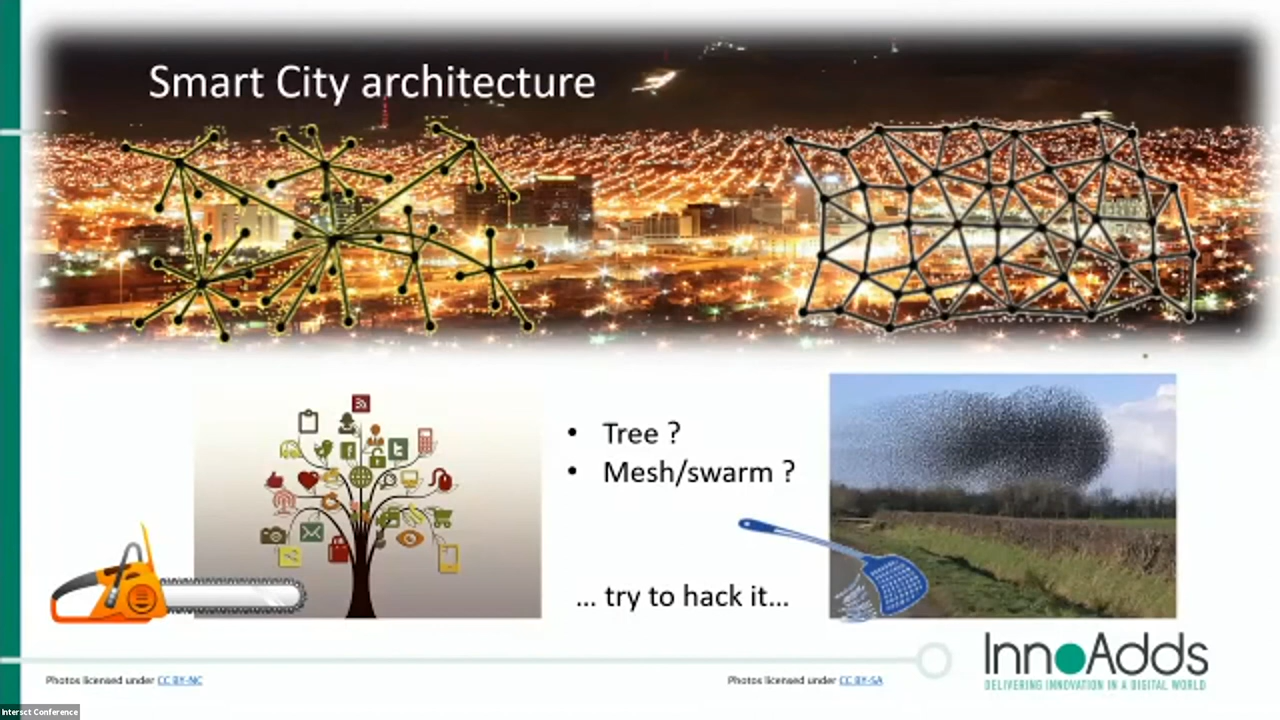 Smart City architecture
• Tree ?
• Mesh/swarm ?
... try to hack it...
InnoAdds
DELIVERING INNOVATION IN A DIGITAL WORLD
Photos licensed under CC BY-NC
Photos licensed under CC BY-SA
Intersct Conference